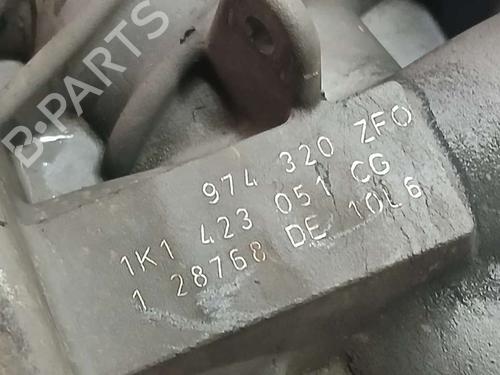 B-PARTS
974 320 ZFO
1K1 423 051 CG
1 28768 DE 10L6